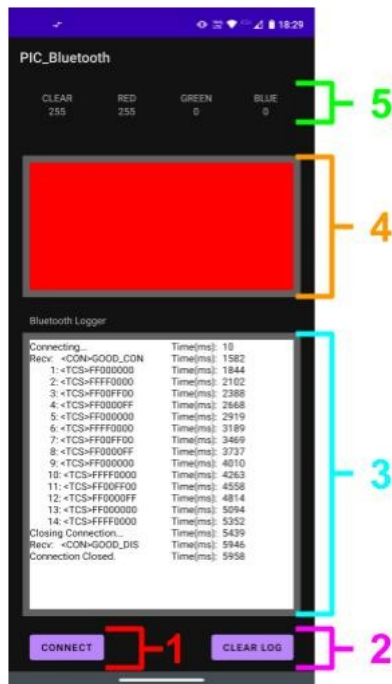 18:29
PIC_Bluetooth
CLEAR RED GREEN BLUE
255 255 0 0
5
4
Bluetooth Logger
Connecting... Time(ms): 10
Recv: <CON>GOOD_CON Time(ms): 1582
1: <TCS>FF000000 Time(ms): 1844
2: <TCS>FFFF0000 Time(ms): 2102
3: <TCS>FF00FF00 Time(ms): 2388
4: <TCS>FF0000FF Time(ms): 2668
5: <TCS>FF000000 Time(ms): 2919
6: <TCS>FFFF0000 Time(ms): 3189
7: <TCS>FF00FF00 Time(ms): 3469
8: <TCS>FF0000FF Time(ms): 3737
9: <TCS>FF000000 Time(ms): 4010
10: <TCS>FFFF0000 Time(ms): 4263
11: <TCS>FF00FF00 Time(ms): 4558
12: <TCS>FF0000FF Time(ms): 4814
13: <TCS>FF000000 Time(ms): 5094
14: <TCS>FFFF0000 Time(ms): 5352
Closing Connection... Time(ms): 5439
Recv: <CON>GOOD_DIS Time(ms): 5946
Connection Closed. Time(ms): 5958
3
CONNECT 1 CLEAR LOG 2